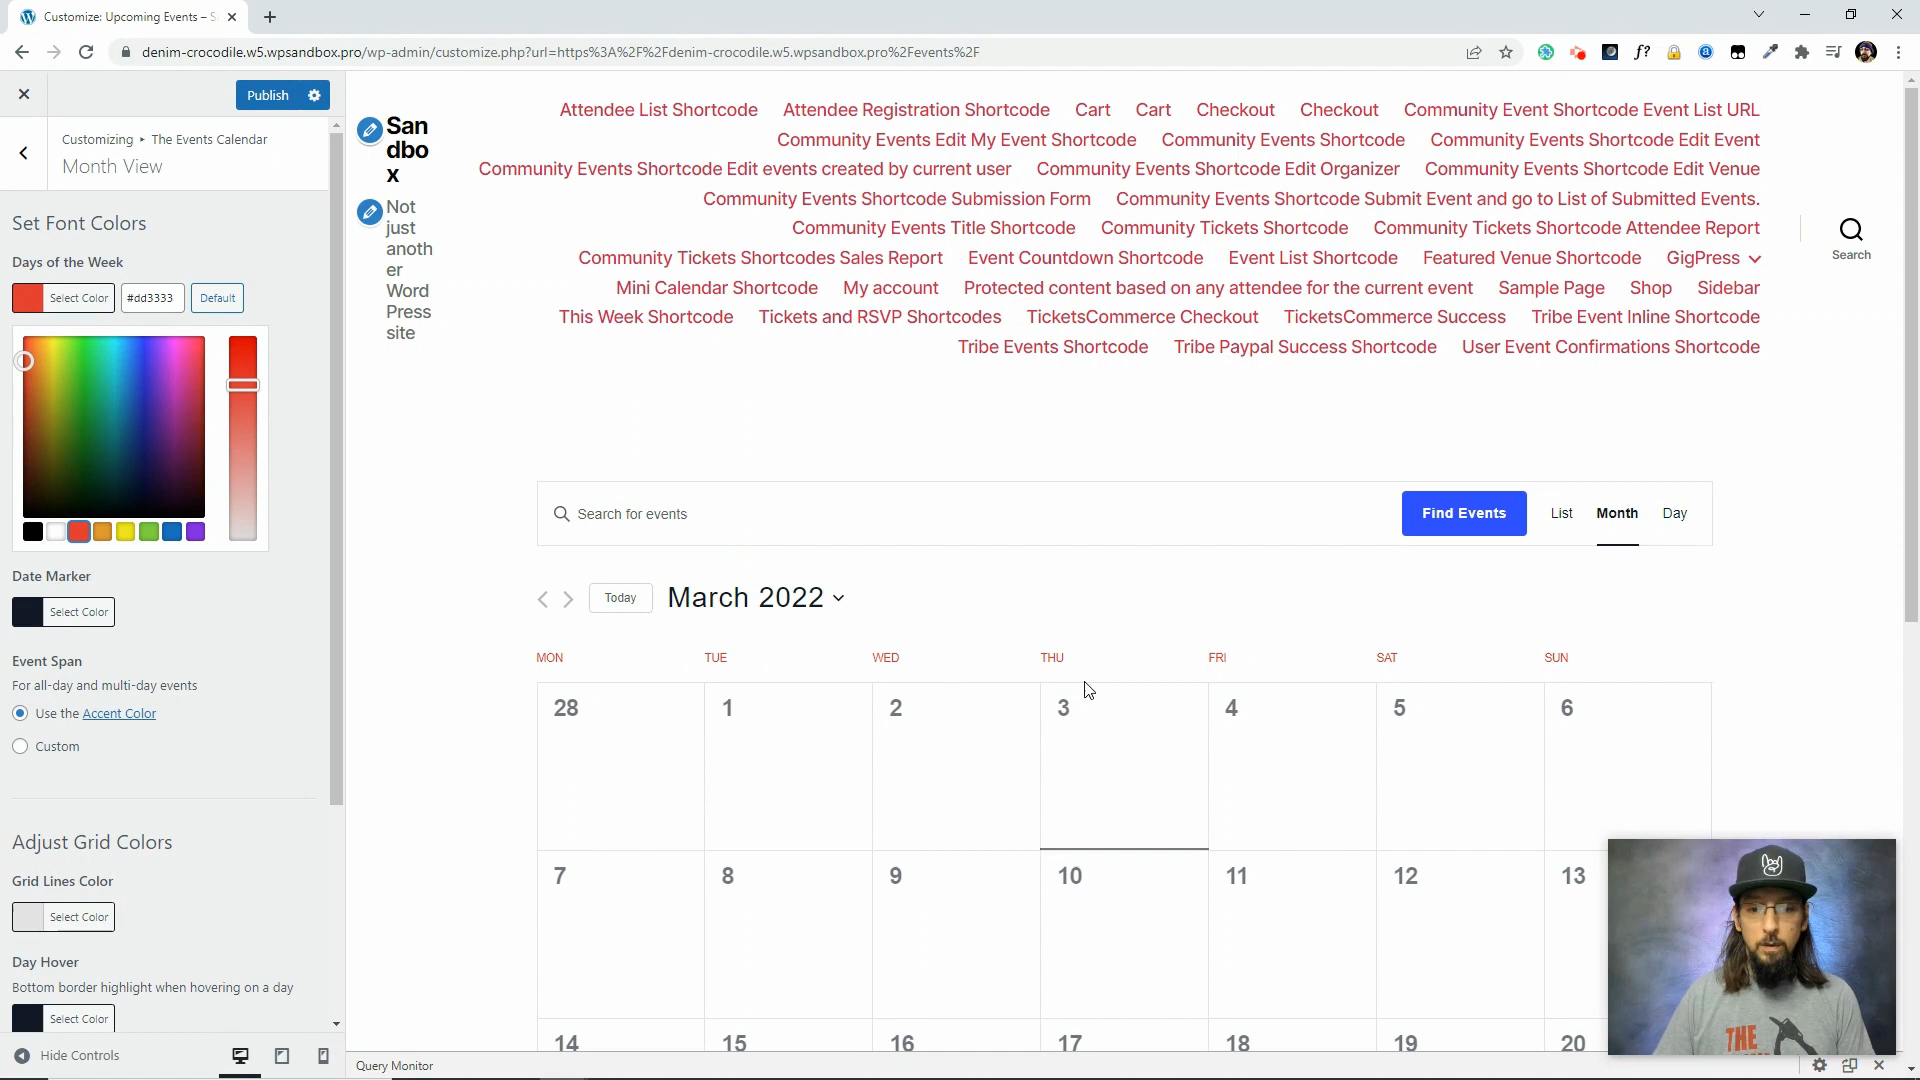 Customize: Upcoming Events – S
denim-crocodile.w5.wpsandbox.pro/wp-admin/customize.php?url=https%3A%2F%2Fdenim-crocodile.w5.wpsandbox.pro%2Fevents%2F
Publish
Customizing ▸ The Events Calendar
Month View
Set Font Colors
Days of the Week
Select Color #dd3333 Default
Date Marker
Select Color
Event Span
For all-day and multi-day events
Use the Accent Color
Custom
Adjust Grid Colors
Grid Lines Color
Select Color
Day Hover
Bottom border highlight when hovering on a day
Select Color
Hide Controls
San
dbo
x
Not
just
anoth
er
Word
Press
site
Attendee List Shortcode Attendee Registration Shortcode Cart Cart Checkout Checkout Community Event Shortcode Event List URL
Community Events Edit My Event Shortcode Community Events Shortcode Community Events Shortcode Edit Event
Community Events Shortcode Edit events created by current user Community Events Shortcode Edit Organizer Community Events Shortcode Edit Venue
Community Events Shortcode Submission Form Community Events Shortcode Submit Event and go to List of Submitted Events.
Community Events Title Shortcode Community Tickets Shortcode Community Tickets Shortcode Attendee Report
Community Tickets Shortcodes Sales Report Event Countdown Shortcode Event List Shortcode Featured Venue Shortcode GigPress
Mini Calendar Shortcode My account Protected content based on any attendee for the current event Sample Page Shop Sidebar
This Week Shortcode Tickets and RSVP Shortcodes TicketsCommerce Checkout TicketsCommerce Success Tribe Event Inline Shortcode
Tribe Events Shortcode Tribe Paypal Success Shortcode User Event Confirmations Shortcode
Search
Search for events Find Events List Month Day
Today March 2022
MON TUE WED THU FRI SAT SUN
28 1 2 3 4 5 6
7 8 9 10 11 12 13
14 15 16 17 18 19 20
THE
Query Monitor